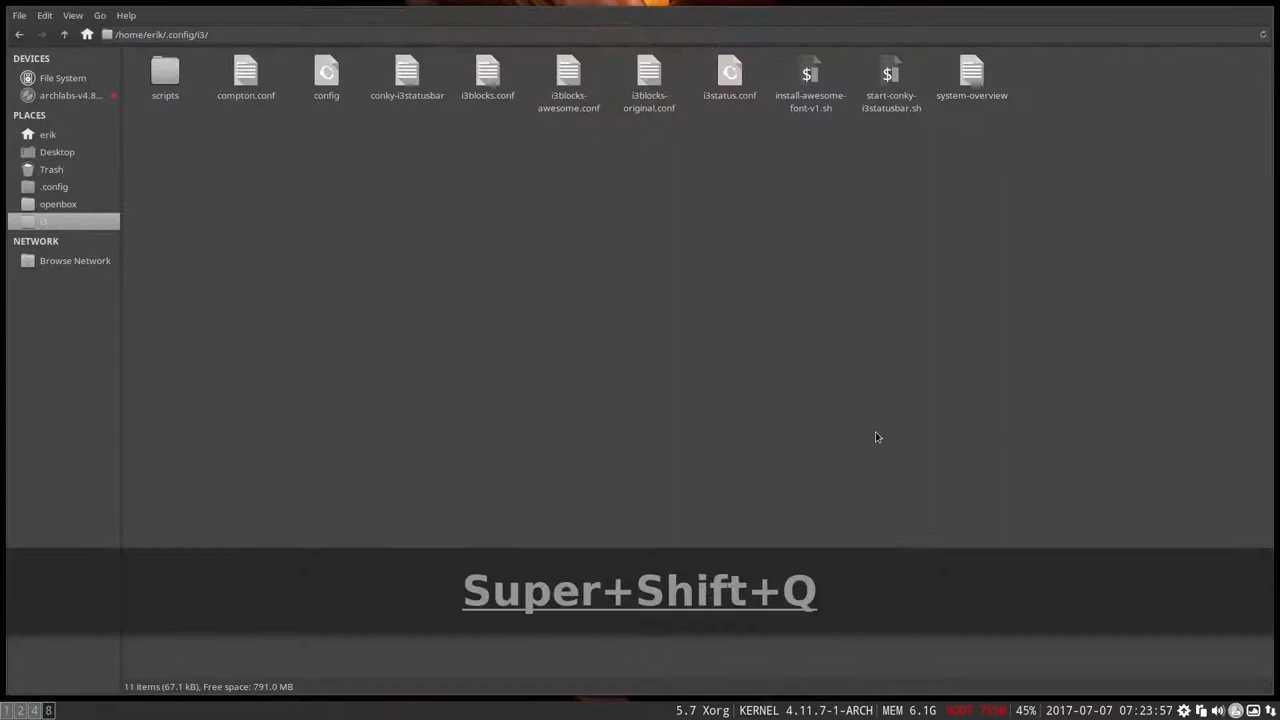 File Edit View Go Help
/home/erik/.config/i3/
DEVICES
File System
archlabs-v4.8...
PLACES
erik
Desktop
Trash
.config
openbox
i3
NETWORK
Browse Network
scripts
compton.conf
config
conky-i3statusbar
i3blocks.conf
i3blocks-
awesome.conf
i3blocks-
original.conf
i3status.conf
install-awesome-
font-v1.sh
start-conky-
i3statusbar.sh
system-overview
Super+Shift+Q
11 items (67.1 kB), Free space: 791.0 MB
1 2 4 8
5.7 Xorg KERNEL 4.11.7-1-ARCH MEM 6.1G ROOT 755M 45% 2017-07-07 07:23:57